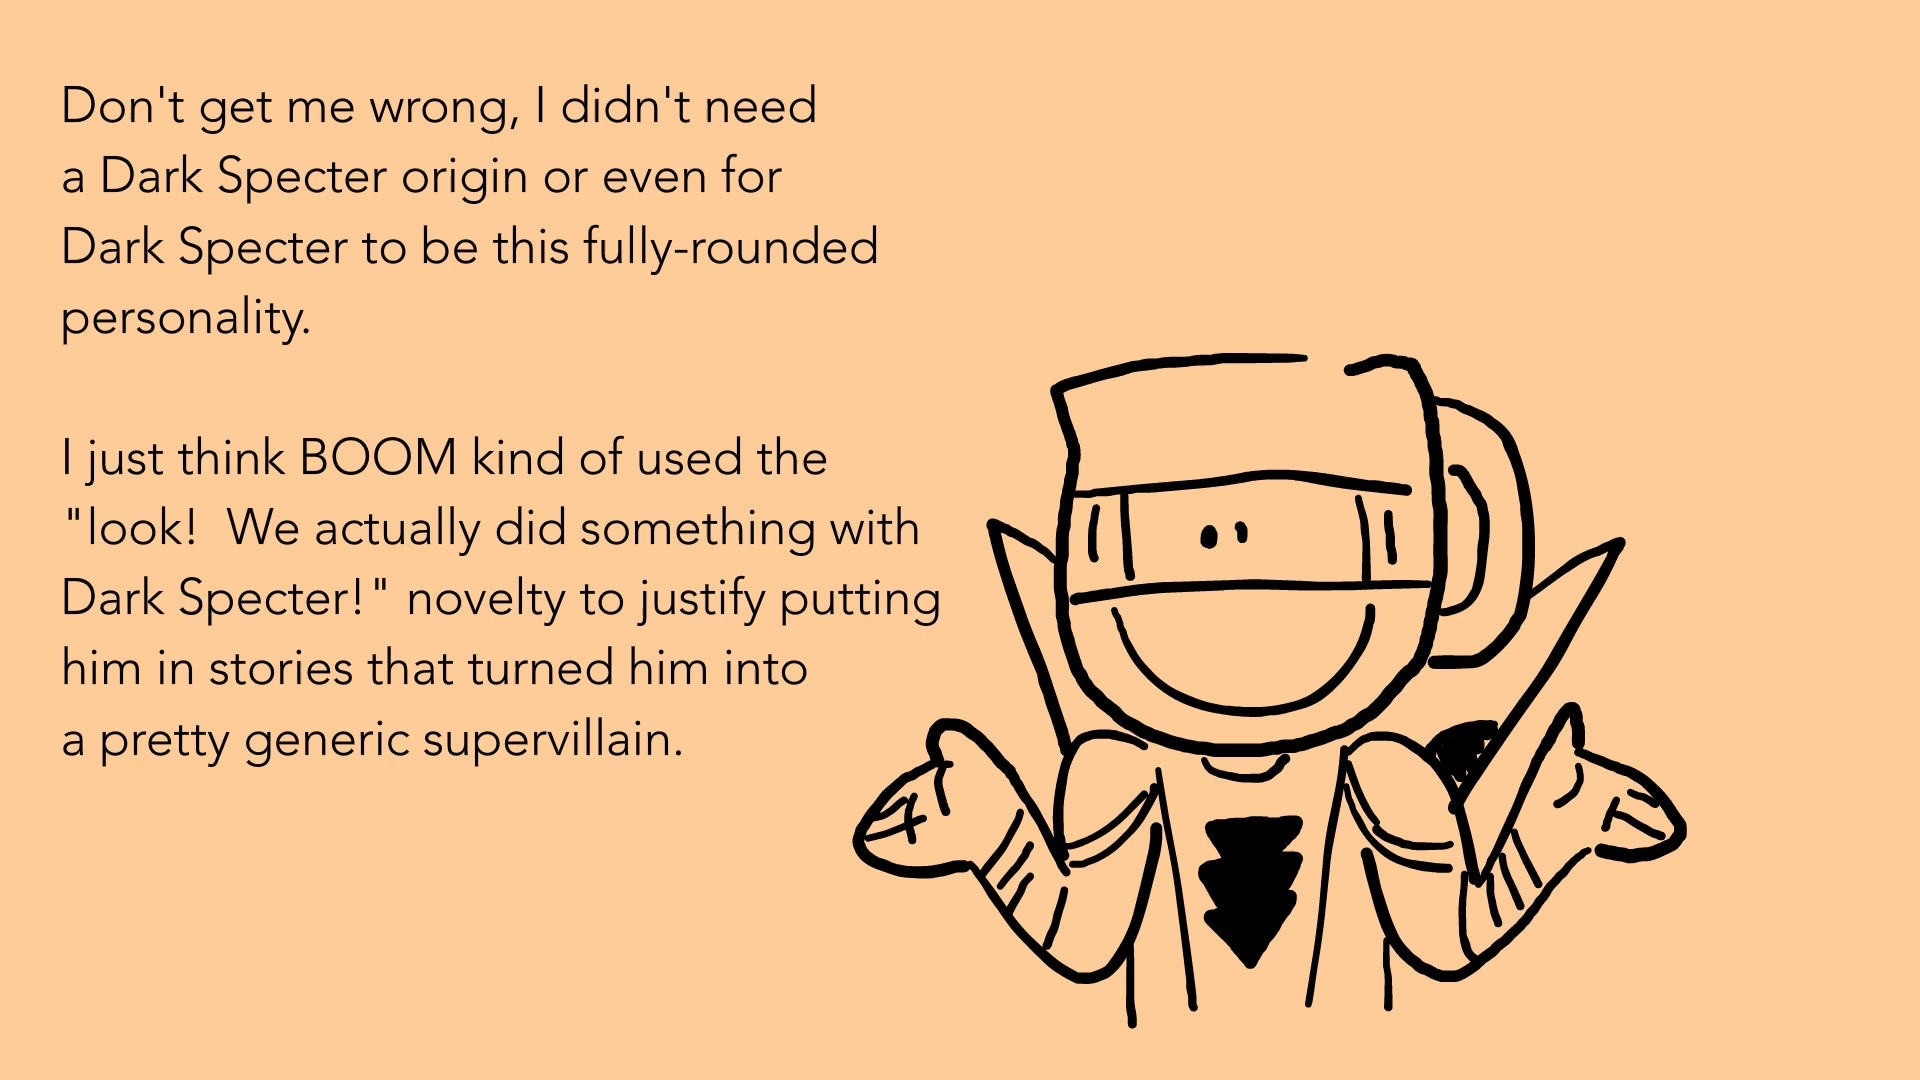 Don't get me wrong, I didn't need
a Dark Specter origin or even for
Dark Specter to be this fully-rounded
personality.
I just think BOOM kind of used the
"look!  We actually did something with
Dark Specter!" novelty to justify putting
him in stories that turned him into
a pretty generic supervillain.